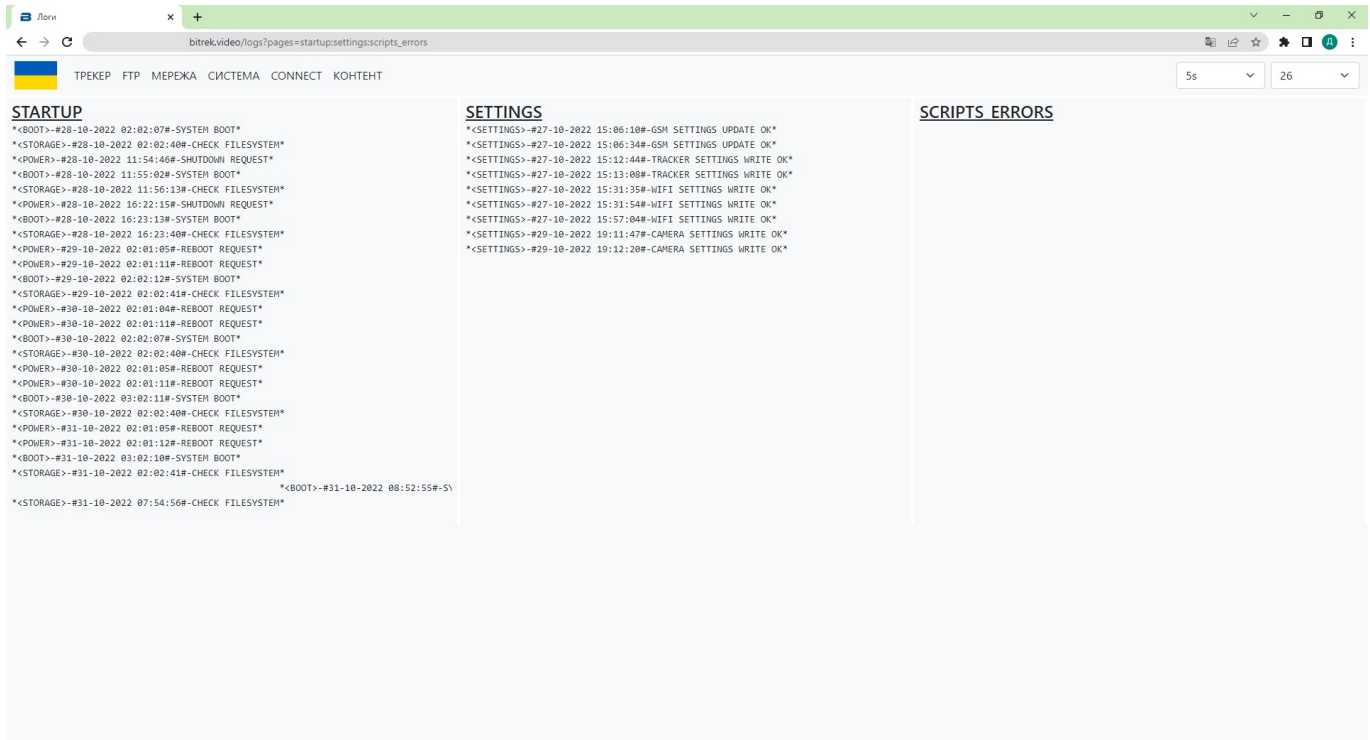 Логи
bitrek.video/logs?pages=startup;settings;scripts_errors
ТРЕКЕР FTP МЕРЕЖА СИСТЕМА CONNECT КОНТЕНТ
5s 26
STARTUP
*<BOOT>-#28-10-2022 02:02:07#-SYSTEM BOOT*
*<STORAGE>-#28-10-2022 02:02:40#-CHECK FILESYSTEM*
*<POWER>-#28-10-2022 11:54:46#-SHUTDOWN REQUEST*
*<BOOT>-#28-10-2022 11:55:02#-SYSTEM BOOT*
*<STORAGE>-#28-10-2022 11:56:13#-CHECK FILESYSTEM*
*<POWER>-#28-10-2022 16:22:15#-SHUTDOWN REQUEST*
*<BOOT>-#28-10-2022 16:23:13#-SYSTEM BOOT*
*<STORAGE>-#28-10-2022 16:23:40#-CHECK FILESYSTEM*
*<POWER>-#29-10-2022 02:01:05#-REBOOT REQUEST*
*<POWER>-#29-10-2022 02:01:11#-REBOOT REQUEST*
*<BOOT>-#29-10-2022 02:02:12#-SYSTEM BOOT*
*<STORAGE>-#29-10-2022 02:02:41#-CHECK FILESYSTEM*
*<POWER>-#30-10-2022 02:01:04#-REBOOT REQUEST*
*<POWER>-#30-10-2022 02:01:11#-REBOOT REQUEST*
*<BOOT>-#30-10-2022 02:02:07#-SYSTEM BOOT*
*<STORAGE>-#30-10-2022 02:02:40#-CHECK FILESYSTEM*
*<POWER>-#30-10-2022 02:01:05#-REBOOT REQUEST*
*<POWER>-#30-10-2022 02:01:11#-REBOOT REQUEST*
*<BOOT>-#30-10-2022 03:02:11#-SYSTEM BOOT*
*<STORAGE>-#30-10-2022 02:02:40#-CHECK FILESYSTEM*
*<POWER>-#31-10-2022 02:01:05#-REBOOT REQUEST*
*<POWER>-#31-10-2022 02:01:12#-REBOOT REQUEST*
*<BOOT>-#31-10-2022 03:02:10#-SYSTEM BOOT*
*<STORAGE>-#31-10-2022 02:02:41#-CHECK FILESYSTEM*
*<BOOT>-#31-10-2022 08:52:55#-SY
*<STORAGE>-#31-10-2022 07:54:56#-CHECK FILESYSTEM*
SETTINGS
*<SETTINGS>-#27-10-2022 15:06:10#-GSM SETTINGS UPDATE OK*
*<SETTINGS>-#27-10-2022 15:06:34#-GSM SETTINGS UPDATE OK*
*<SETTINGS>-#27-10-2022 15:12:44#-TRACKER SETTINGS WRITE OK*
*<SETTINGS>-#27-10-2022 15:13:08#-TRACKER SETTINGS WRITE OK*
*<SETTINGS>-#27-10-2022 15:31:35#-WIFI SETTINGS WRITE OK*
*<SETTINGS>-#27-10-2022 15:31:54#-WIFI SETTINGS WRITE OK*
*<SETTINGS>-#27-10-2022 15:57:04#-WIFI SETTINGS WRITE OK*
*<SETTINGS>-#29-10-2022 19:11:47#-CAMERA SETTINGS WRITE OK*
*<SETTINGS>-#29-10-2022 19:12:20#-CAMERA SETTINGS WRITE OK*
SCRIPTS_ERRORS